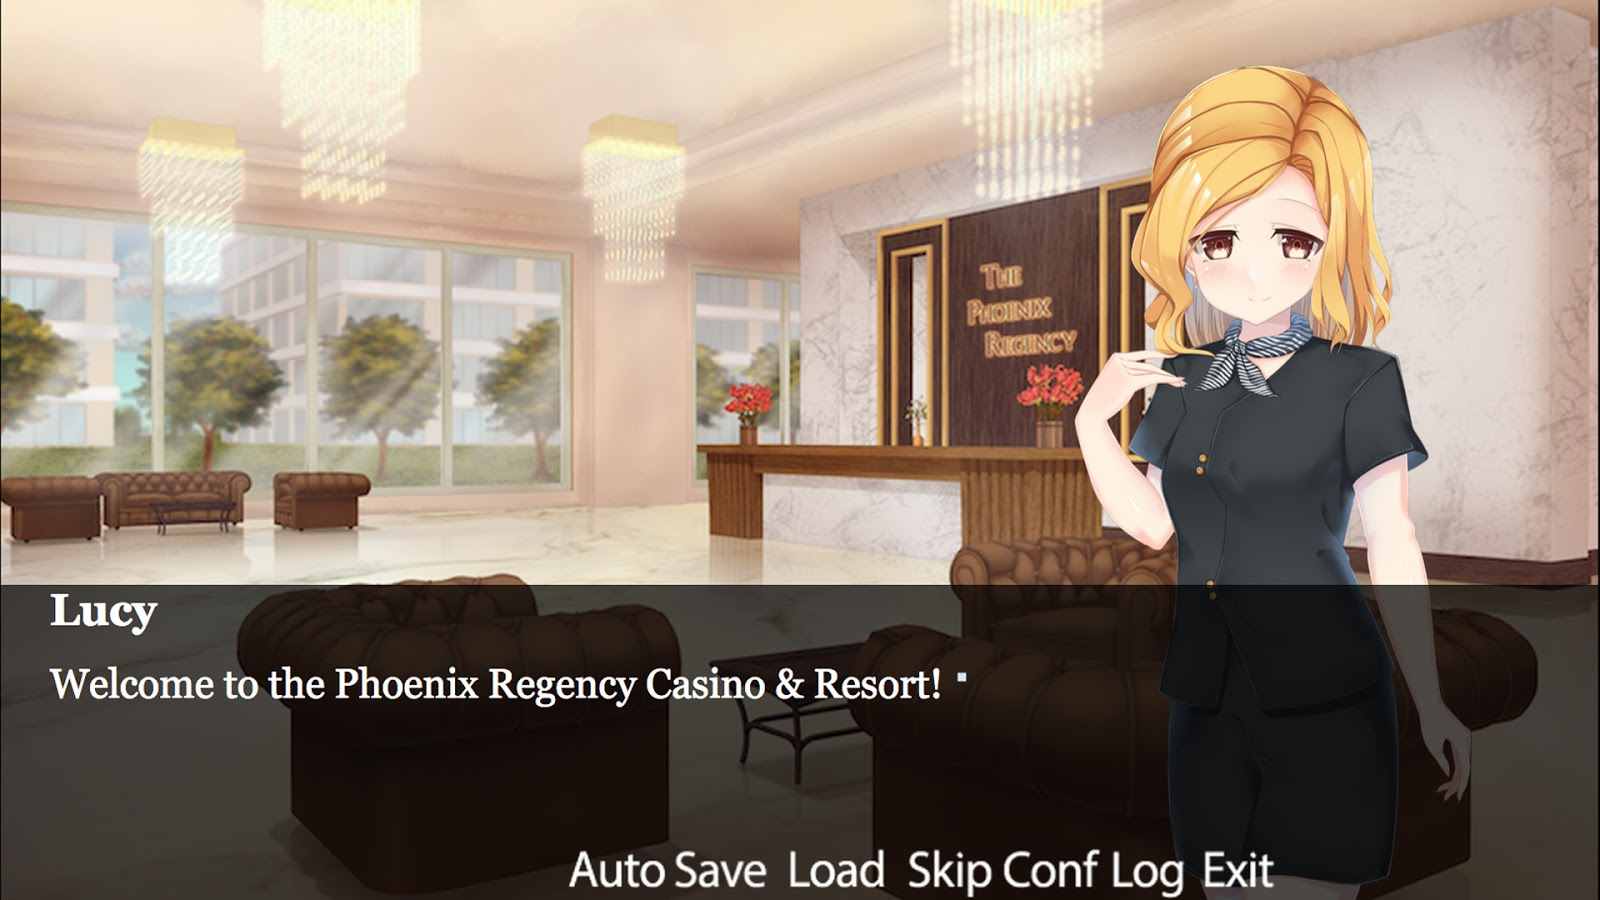 The
Phoenix
Regency
Lucy
Welcome to the Phoenix Regency Casino & Resort!
Auto Save Load Skip Conf Log Exit